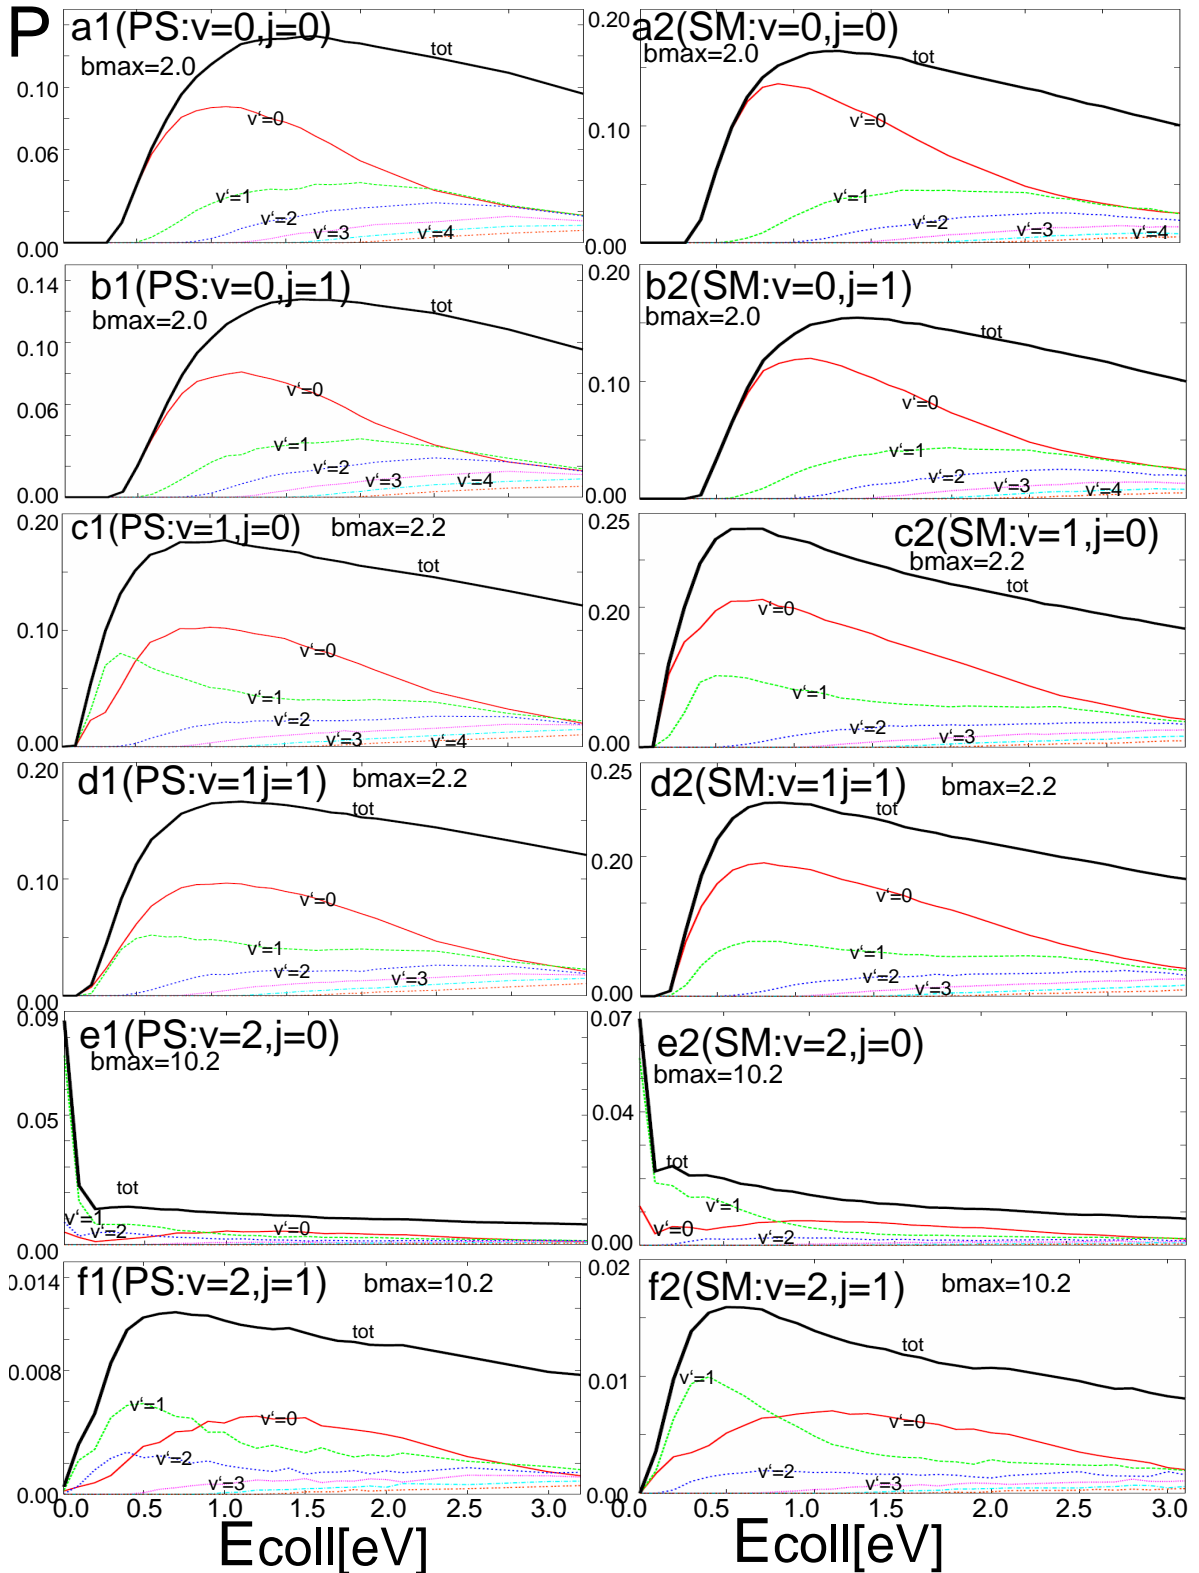 P
a1(PS:v=0,j=0)
bmax=2.0
tot
v‘=0
v‘=1
v‘=2
v‘=3
v‘=4
0.10
0.06
0.00
a2(SM:v=0,j=0)
bmax=2.0
tot
v‘=0
v‘=1
v‘=2
v‘=3
v‘=4
0.20
0.10
0.00
b1(PS:v=0,j=1)
bmax=2.0
tot
v‘=0
v‘=1
v‘=2
v‘=3
v‘=4
0.14
0.10
0.06
0.00
b2(SM:v=0,j=1)
bmax=2.0
tot
v‘=0
v‘=1
v‘=2
v‘=3
v‘=4
0.20
0.10
0.00
c1(PS:v=1,j=0)
bmax=2.2
tot
v‘=0
v‘=1
v‘=2
v‘=3
v‘=4
0.20
0.10
0.00
c2(SM:v=1,j=0)
bmax=2.2
tot
v‘=0
v‘=1
v‘=2
v‘=3
0.25
0.20
0.00
d1(PS:v=1j=1)
bmax=2.2
tot
v‘=0
v‘=1
v‘=2
v‘=3
0.20
0.10
0.00
d2(SM:v=1j=1)
bmax=2.2
tot
v‘=0
v‘=1
v‘=2
v‘=3
0.25
0.20
0.00
e1(PS:v=2,j=0)
bmax=10.2
tot
v‘=1
v‘=2
v‘=0
0.09
0.05
0.00
e2(SM:v=2,j=0)
bmax=10.2
tot
v‘=1
v‘=0
v‘=2
0.07
0.04
0.00
f1(PS:v=2,j=1)
bmax=10.2
tot
v‘=1
v‘=0
v‘=2
v‘=3
0.014
0.008
0.00
0.0 0.5 1.0 1.5 2.0 2.5 3.0
Ecoll[eV]
f2(SM:v=2,j=1)
bmax=10.2
tot
v‘=1
v‘=0
v‘=2
v‘=3
0.02
0.01
0.00
0.0 0.5 1.0 1.5 2.0 2.5 3.0
Ecoll[eV]